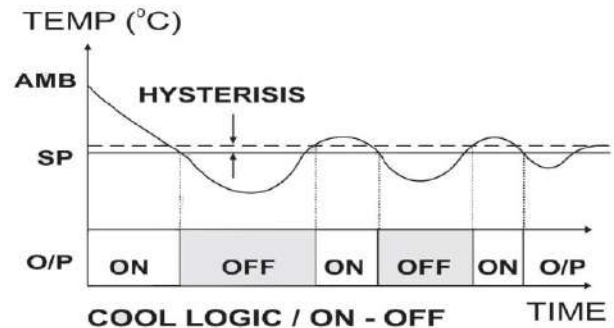 TEMP (°C)
AMB
HYSTERISIS
SP
O/P ON OFF ON OFF ON O/P
TIME
COOL LOGIC / ON - OFF